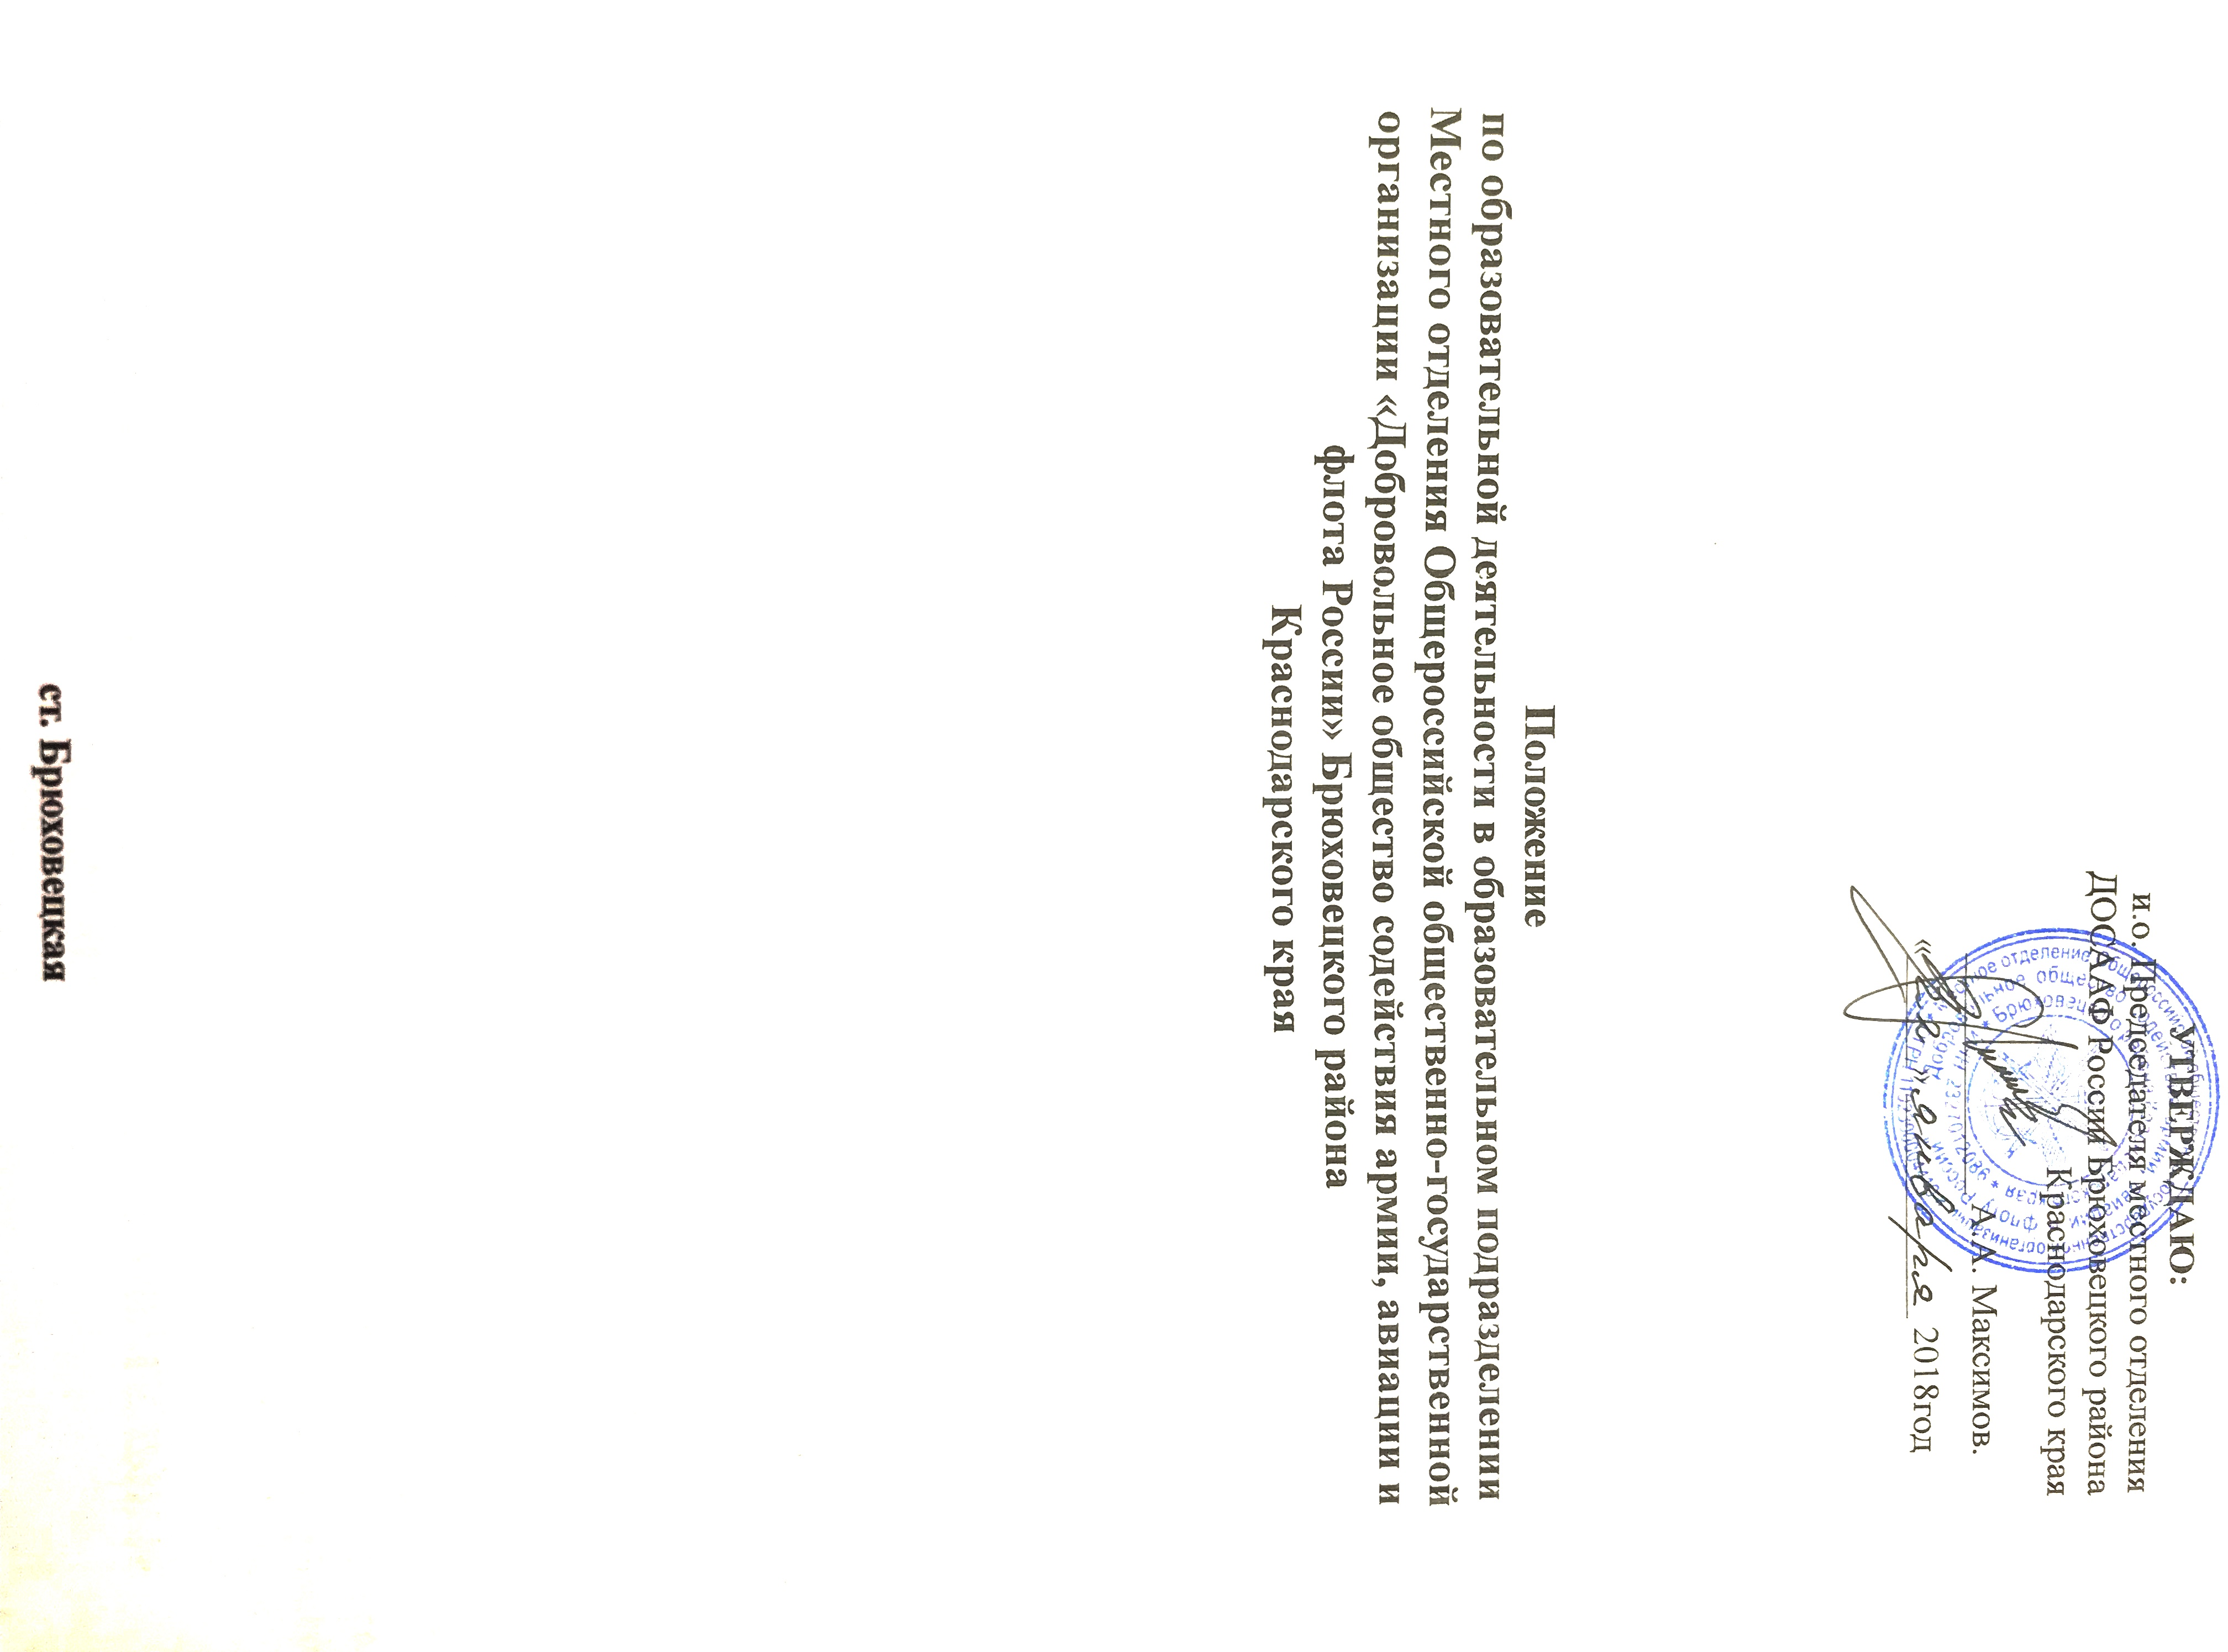 УТВЕРЖДАЮ:
и.о. Председателя местного отделения
ДОСААФ России Брюховецкого района
Краснодарского края
А.А. Максимов.
« » января 2018год
Положение
по образовательной деятельности в образовательном подразделении
Местного отделения Общероссийской общественно-государственной
организации «Добровольное общество содействия армии, авиации и
флота России» Брюховецкого района
Краснодарского края
ст. Брюховецкая